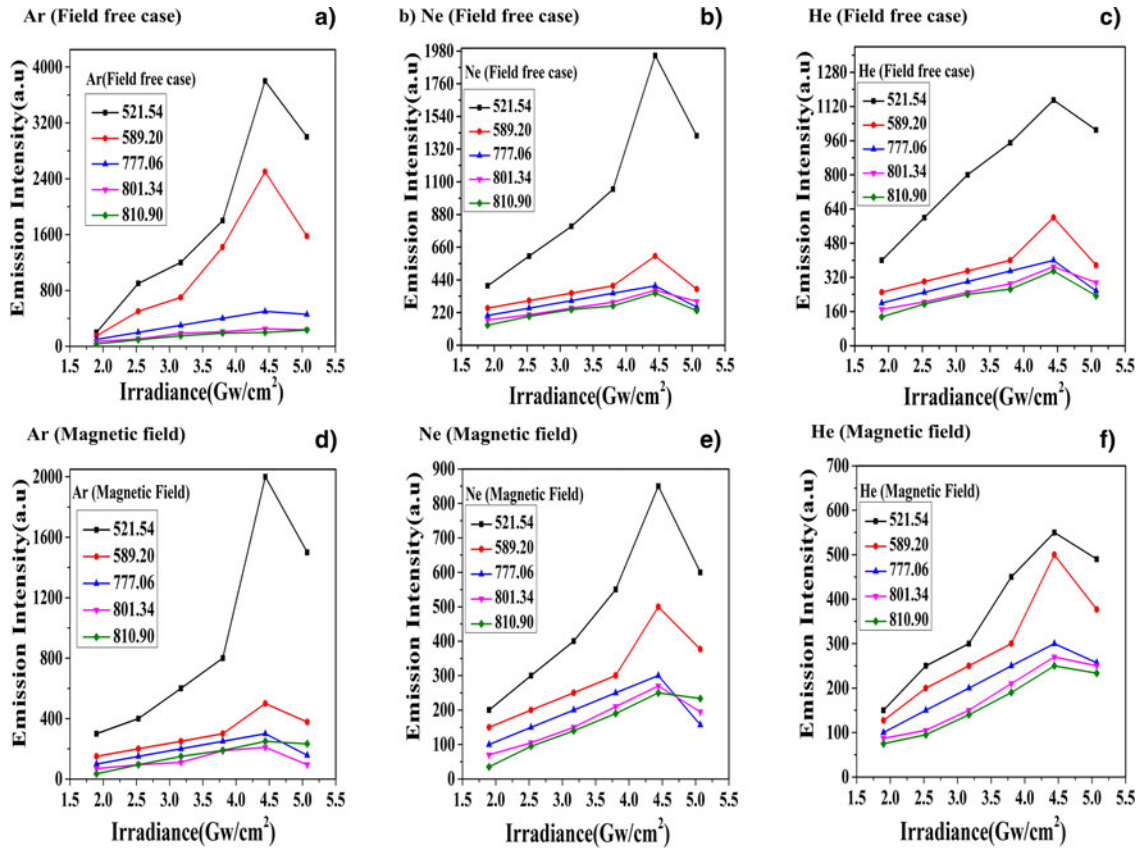 Ar (Field free case)
a)
Emission Intensity(a.u)
4000
3200
2400
1600
800
0
Ar(Field free case)
521.54
589.20
777.06
801.34
810.90
1.5 2.0 2.5 3.0 3.5 4.0 4.5 5.0 5.5
Irradiance(Gw/cm²)
b) Ne (Field free case)
b)
Emission Intensity(a.u)
1980
1760
1540
1320
1100
880
660
440
220
0
Ne (Field free case)
521.54
589.20
777.06
801.34
810.90
1.5 2.0 2.5 3.0 3.5 4.0 4.5 5.0 5.5
Irradiance(Gw/cm²)
He (Field free case)
c)
Emission Intensity(a.u)
1280
1120
960
800
640
480
320
160
0
He (Field free case)
521.54
589.20
777.06
801.34
810.90
1.5 2.0 2.5 3.0 3.5 4.0 4.5 5.0 5.5
Irradiance(Gw/cm²)
Ar (Magnetic field)
d)
Emission Intensity(a.u)
2000
1600
1200
800
400
0
Ar (Magnetic Field)
521.54
589.20
777.06
801.34
810.90
1.5 2.0 2.5 3.0 3.5 4.0 4.5 5.0 5.5
Irradiance(Gw/cm²)
Ne (Magnetic field)
e)
Emission Intensity(a.u)
900
800
700
600
500
400
300
200
100
0
Ne (Magnetic Field)
521.54
589.20
777.06
801.34
810.90
1.5 2.0 2.5 3.0 3.5 4.0 4.5 5.0 5.5
Irradiance(Gw/cm²)
He (Magnetic field)
f)
Emission Intensity(a.u)
700
600
500
400
300
200
100
0
He (Magnetic Field)
521.54
589.20
777.06
801.34
810.90
1.5 2.0 2.5 3.0 3.5 4.0 4.5 5.0 5.5
Irradiance(Gw/cm²)